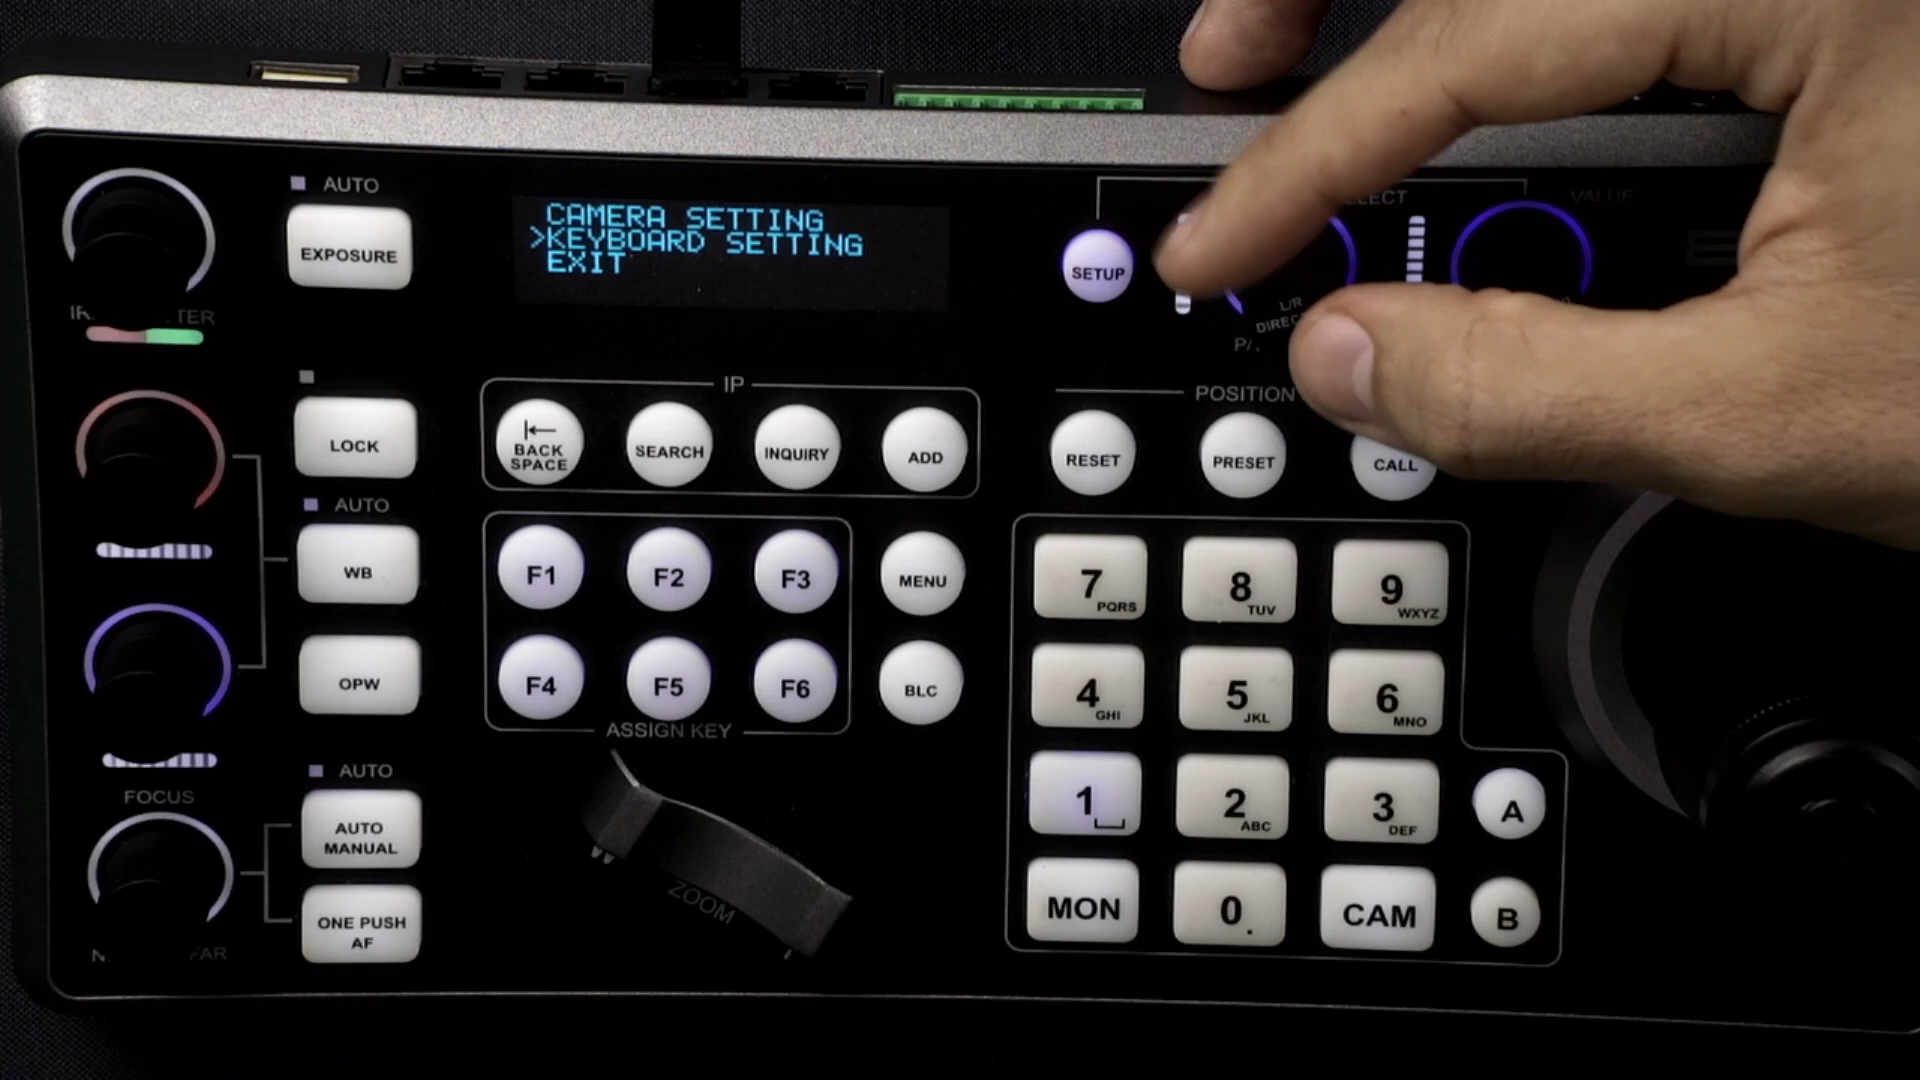 AUTO
EXPOSURE
CAMERA SETTING
>KEYBOARD SETTING
EXIT
SETUP
VALUE
L/R
LOCK
IP
BACK
SPACE
SEARCH
INQUIRY
ADD
POSITION
RESET
PRESET
CALL
AUTO
WB
OPW
F1
F2
F3
MENU
F4
F5
F6
BLC
ASSIGN KEY
7 PQRS
8 TUV
9 WXYZ
4 GHI
5 JKL
6 MNO
1
2 ABC
3 DEF
A
MON
0.
CAM
B
FOCUS
AUTO
AUTO
MANUAL
ONE PUSH
AF
ZOOM